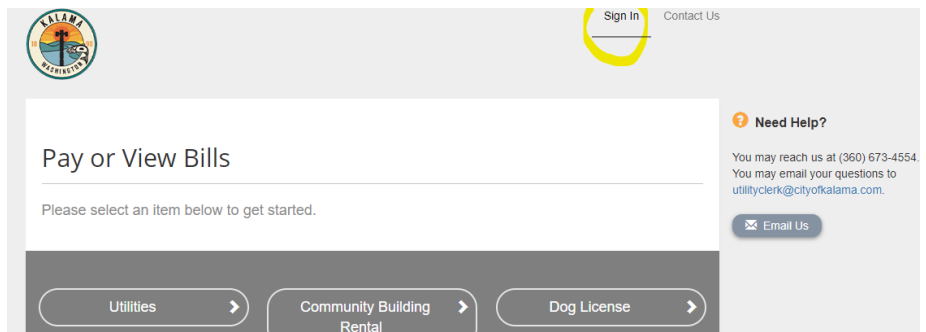 KALAMA
WASHINGTON
Sign In
Contact Us
Pay or View Bills
Please select an item below to get started.
Need Help?
You may reach us at (360) 673-4554.
You may email your questions to
utilityclerk@cityofkalama.com.
Email Us
Utilities
Community Building
Rental
Dog License